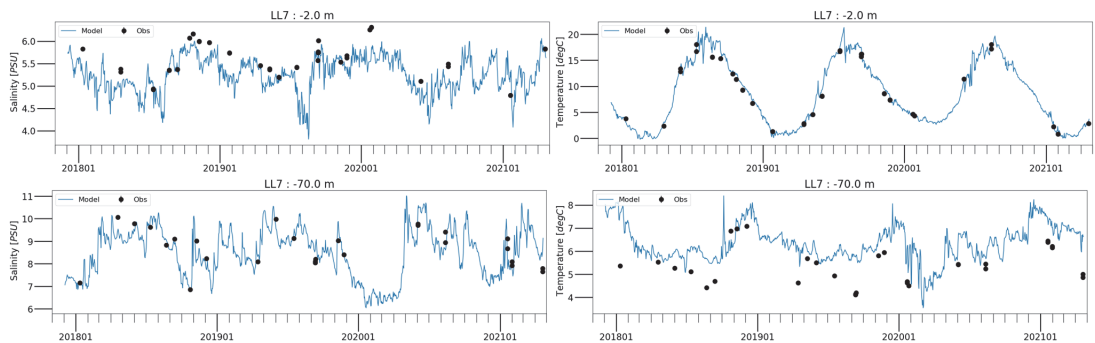 LL7 : -2.0 m
Model Obs
Salinity [PSU]
6.0
5.5
5.0
4.5
4.0
201801 201901 202001 202101
LL7 : -2.0 m
Model Obs
Temperature [degC]
20
15
10
5
0
201801 201901 202001 202101
LL7 : -70.0 m
Model Obs
Salinity [PSU]
11
10
9
8
7
6
201801 201901 202001 202101
LL7 : -70.0 m
Model Obs
Temperature [degC]
8
7
6
5
4
201801 201901 202001 202101